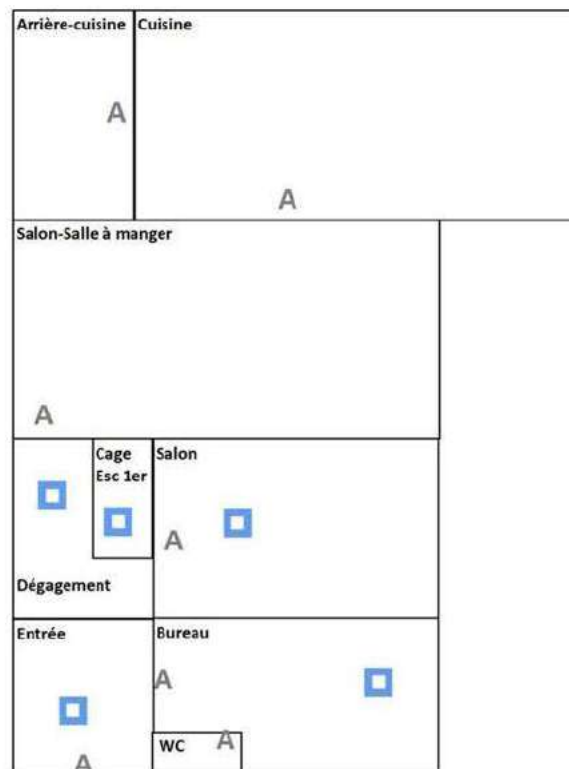 Arrière-cuisine
Cuisine
A
A
Salon-Salle à manger
A
Cage
Esc 1er
Salon
A
Dégagement
Entrée
Bureau
A
A
WC
A